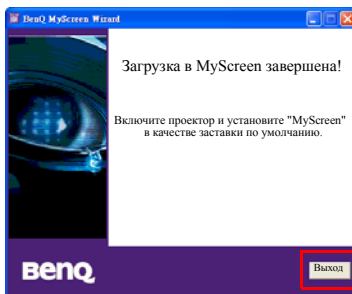 BenQ MyScreen Wizard
Загрузка в MyScreen завершена!
Включите проектор и установите "MyScreen"
в качестве заставки по умолчанию.
BenQ
Выход